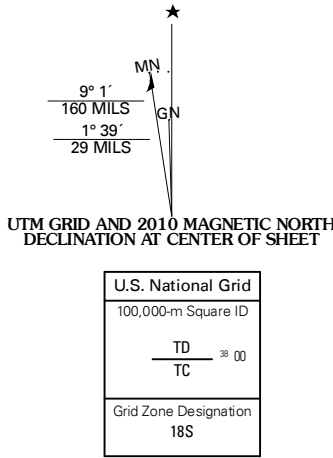 ★
MN
9° 1´
160 MILS
GN
1° 39´
29 MILS
UTM GRID AND 2010 MAGNETIC NORTH
DECLINATION AT CENTER OF SHEET
U.S. National Grid
100,000-m Square ID
TD
38 00
TC
Grid Zone Designation
18S